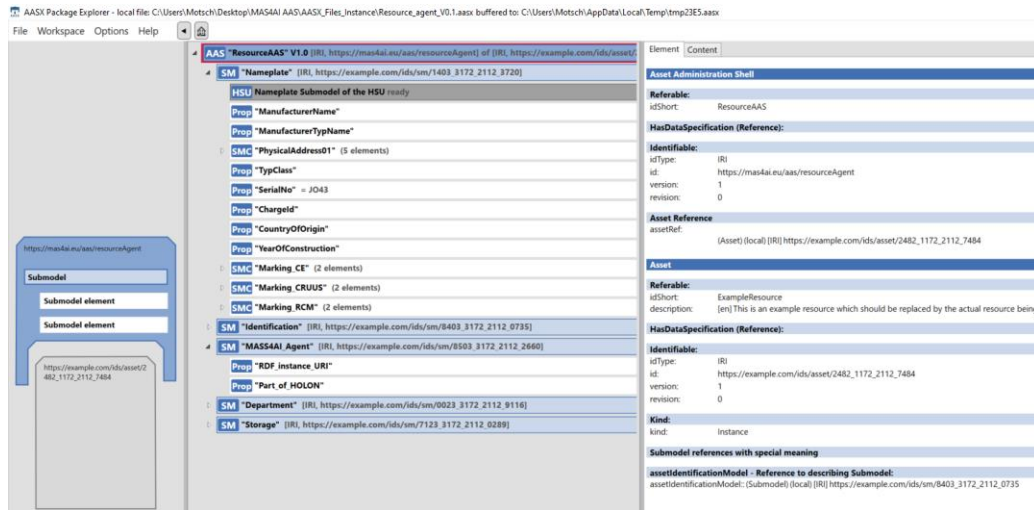 AASX Package Explorer - local file: C:\Users\Motsch\Desktop\MAS4AI AAS\AASX_Files_Instance\Resource_agent_V0.1.aasx buffered to: C:\Users\Motsch\AppData\Local\Temp\tmp23E5.aasx
File Workspace Options Help
https://mas4ai.eu/aas/resourceAgent
Submodel
Submodel element
Submodel element
https://example.com/ids/asset/2
482_1172_2112_7484
AAS "ResourceAAS" V1.0 [IRI, https://mas4ai.eu/aas/resourceAgent] of [IRI, https://example.com/ids/asset/
SM "Nameplate" [IRI, https://example.com/ids/sm/1403_3172_2112_3720]
HSU Nameplate Submodel of the HSU ready
Prop "ManufacturerName"
Prop "ManufacturerTypName"
SMC "PhysicalAddress01" (5 elements)
Prop "TypClass"
Prop "SerialNo" = JO43
Prop "ChargeId"
Prop "CountryOfOrigin"
Prop "YearOfConstruction"
SMC "Marking_CE" (2 elements)
SMC "Marking_CRUUS" (2 elements)
SMC "Marking_RCM" (2 elements)
SM "Identification" [IRI, https://example.com/ids/sm/8403_3172_2112_0735]
SM "MASS4AI_Agent" [IRI, https://example.com/ids/sm/8503_3172_2112_2660]
Prop "RDF_instance_URI"
Prop "Part_of_HOLON"
SM "Department" [IRI, https://example.com/ids/sm/0023_3172_2112_9116]
SM "Storage" [IRI, https://example.com/ids/sm/7123_3172_2112_0289]
Element Content
Asset Administration Shell
Referable:
idShort: ResourceAAS
HasDataSpecification (Reference):
Identifiable:
idType: IRI
id: https://mas4ai.eu/aas/resourceAgent
version: 1
revision: 0
Asset Reference
assetRef:
(Asset) (local) [IRI] https://example.com/ids/asset/2482_1172_2112_7484
Asset
Referable:
idShort: ExampleResource
description: [en] This is an example resource which should be replaced by the actual resource bein
HasDataSpecification (Reference):
Identifiable:
idType: IRI
id: https://example.com/ids/asset/2482_1172_2112_7484
version: 1
revision: 0
Kind:
kind: Instance
Submodel references with special meaning
assetIdentificationModel - Reference to describing Submodel:
assetIdentificationModel:: (Submodel) (local) [IRI] https://example.com/ids/sm/8403_3172_2112_0735